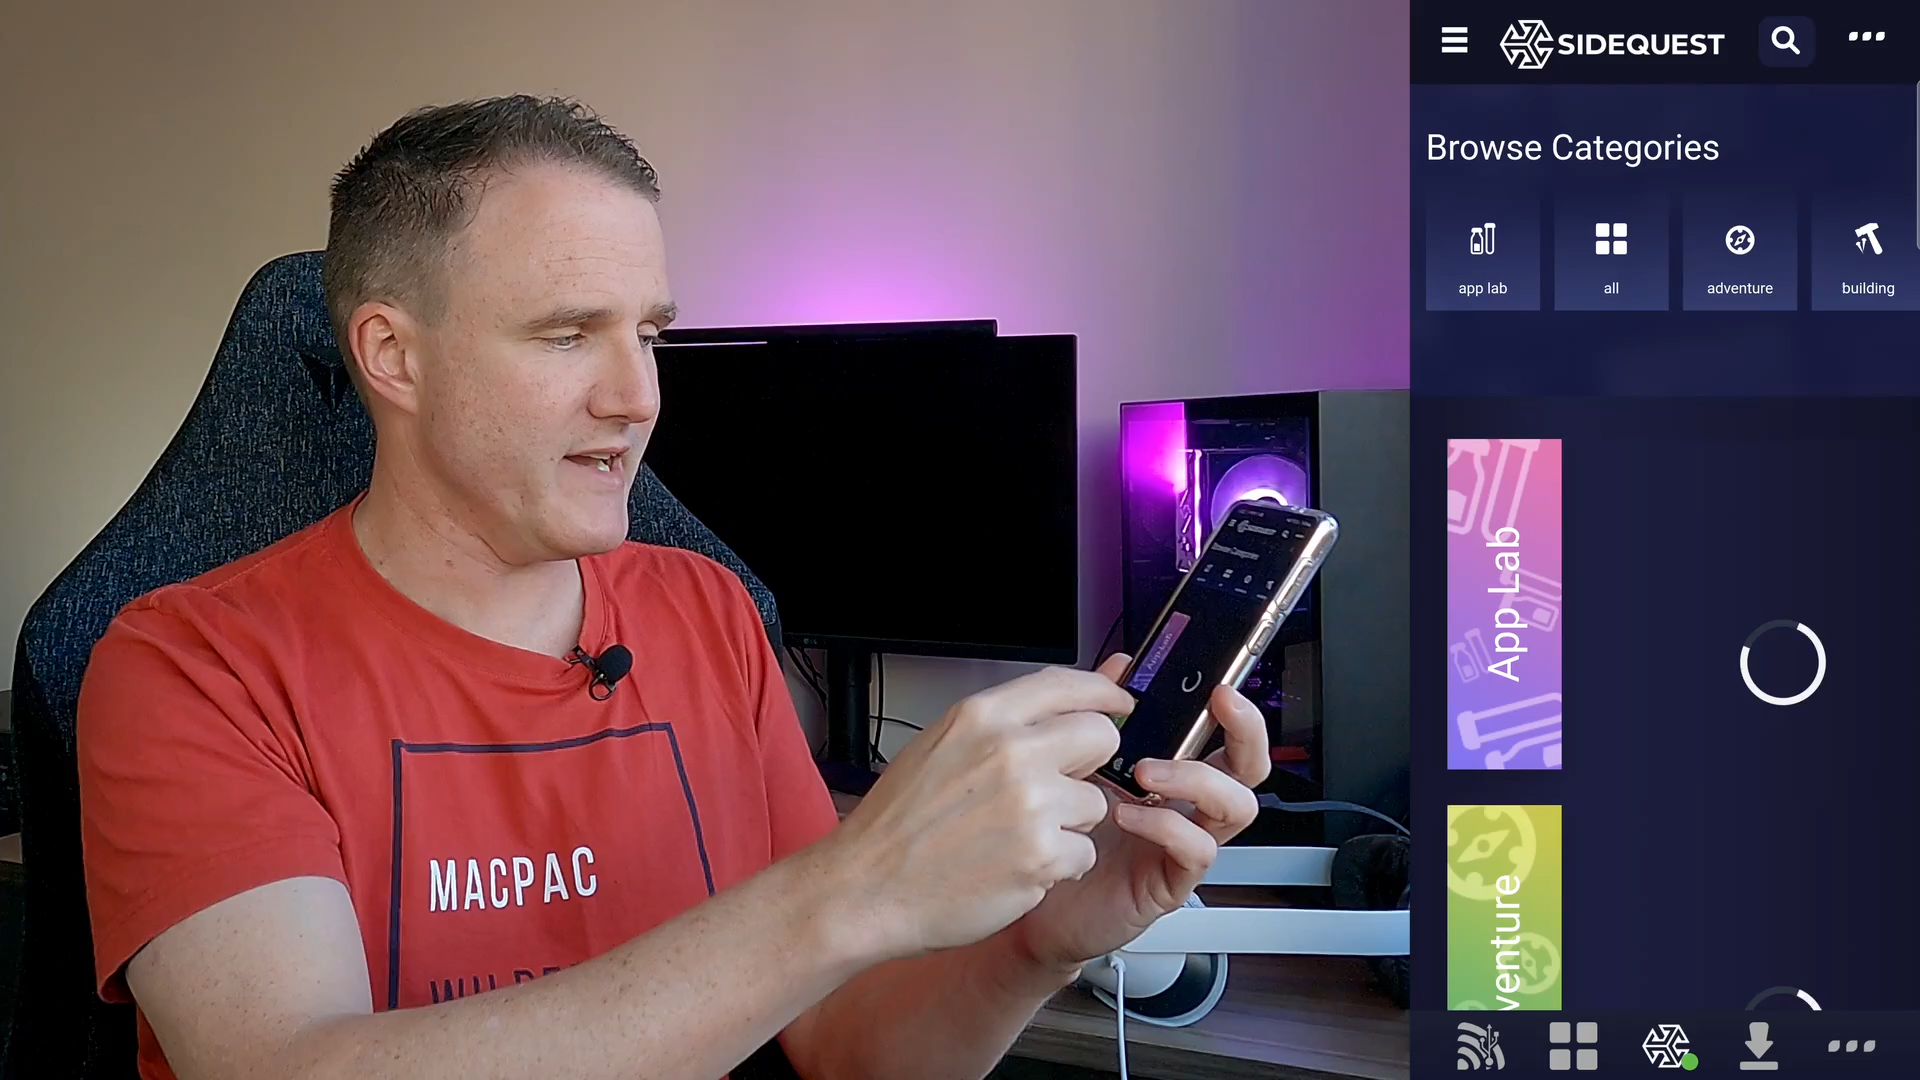 SIDEQUEST
Browse Categories
app lab
all
adventure
building
App Lab
venture
MACPAC